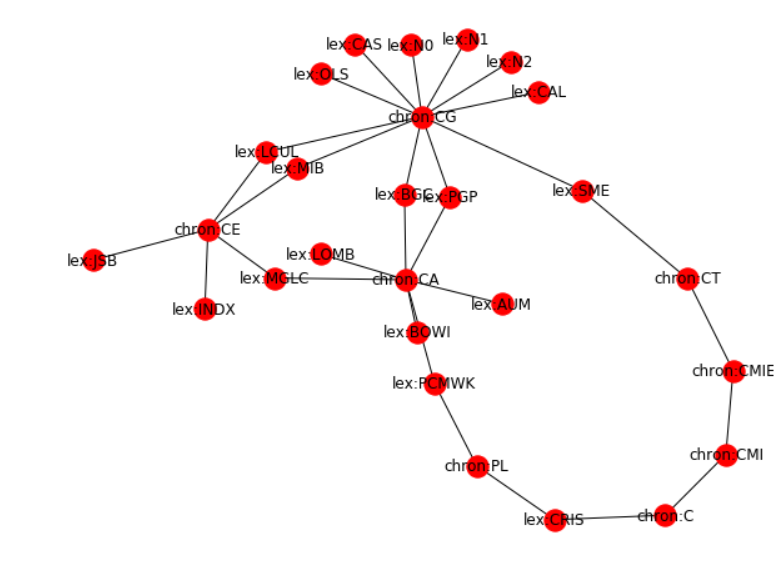 lex:N1
lex:CAS
lex:N0
lex:N2
lex:OLS
lex:CAL
chron:CG
lex:LCUL
lex:MIB
lex:SME
lex:BGC
lex:PGP
chron:CE
lex:LOMB
lex:JSB
lex:MGLC
chron:CA
chron:CT
lex:INDX
lex:AUM
lex:BOWI
chron:CMIE
lex:PCMWK
chron:CMI
chron:PL
lex:CRIS
chron:C